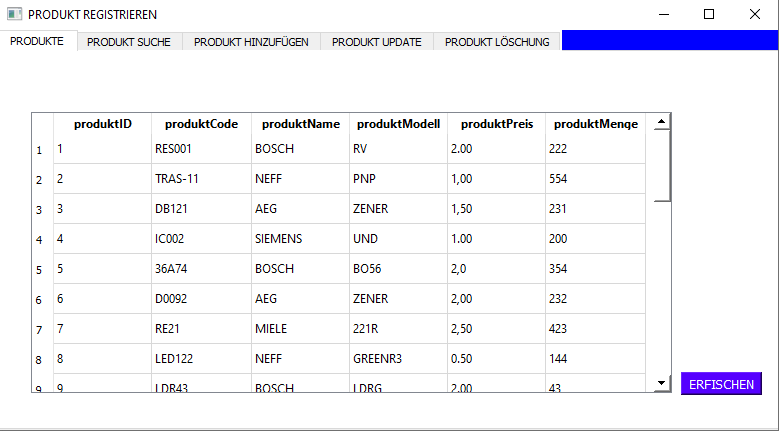 PRODUKT REGISTRIEREN
PRODUKTE PRODUKT SUCHE PRODUKT HINZUFÜGEN PRODUKT UPDATE PRODUKT LÖSCHUNG
produktID produktCode produktName produktModell produktPreis produktMenge
1 1 RES001 BOSCH RV 2.00 222
2 2 TRAS-11 NEFF PNP 1,00 554
3 3 DB121 AEG ZENER 1,50 231
4 4 IC002 SIEMENS UND 1.00 200
5 5 36A74 BOSCH BO56 2,0 354
6 6 D0092 AEG ZENER 2,00 232
7 7 RE21 MIELE 221R 2,50 423
8 8 LED122 NEFF GREENR3 0.50 144
9 9 LDR43 BOSCH LDRG 2.00 43
ERFISCHEN